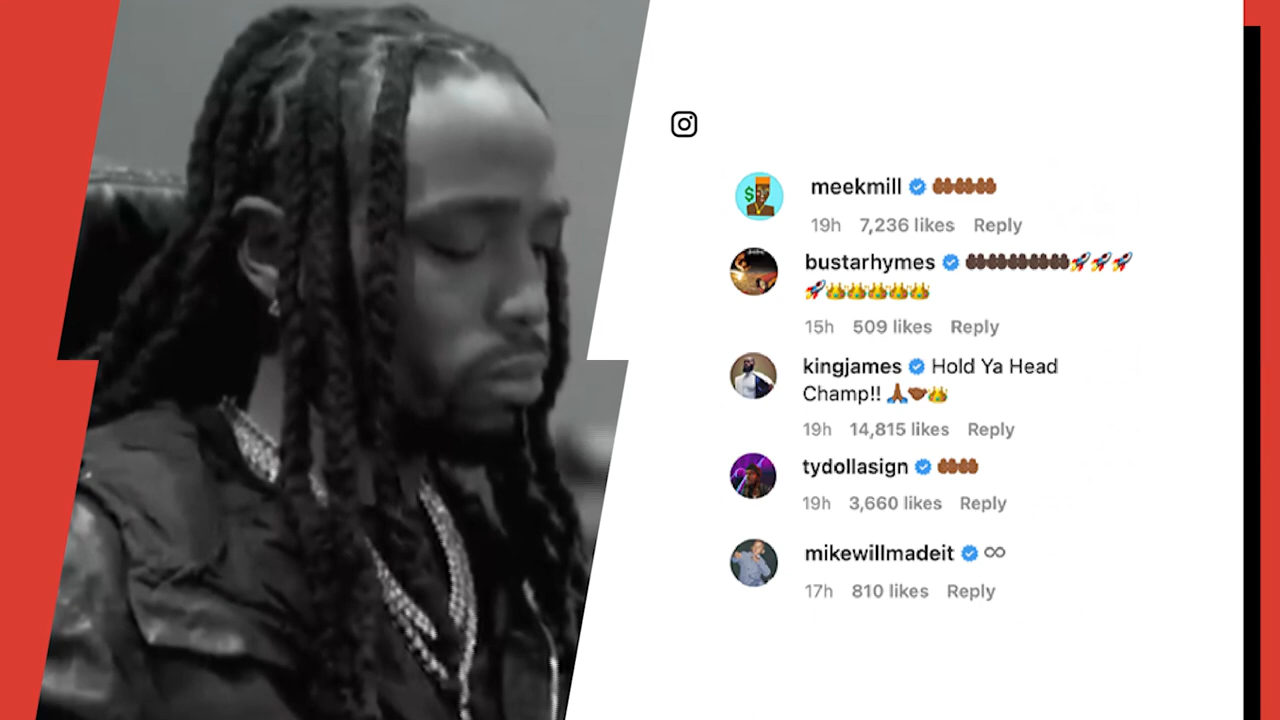 meekmill 🤲🏾🤲🏾🤲🏾
19h 7,236 likes Reply
bustarhymes 🤲🏿🤲🏿🤲🏿🤲🏿🤲🏿🚀🚀🚀
🚀👑👑👑👑👑
15h 509 likes Reply
kingjames Hold Ya Head
Champ!! 🙏🏾🤎👑
19h 14,815 likes Reply
tydollasign 🤲🏾🤲🏾
19h 3,660 likes Reply
mikewillmadeit ∞
17h 810 likes Reply